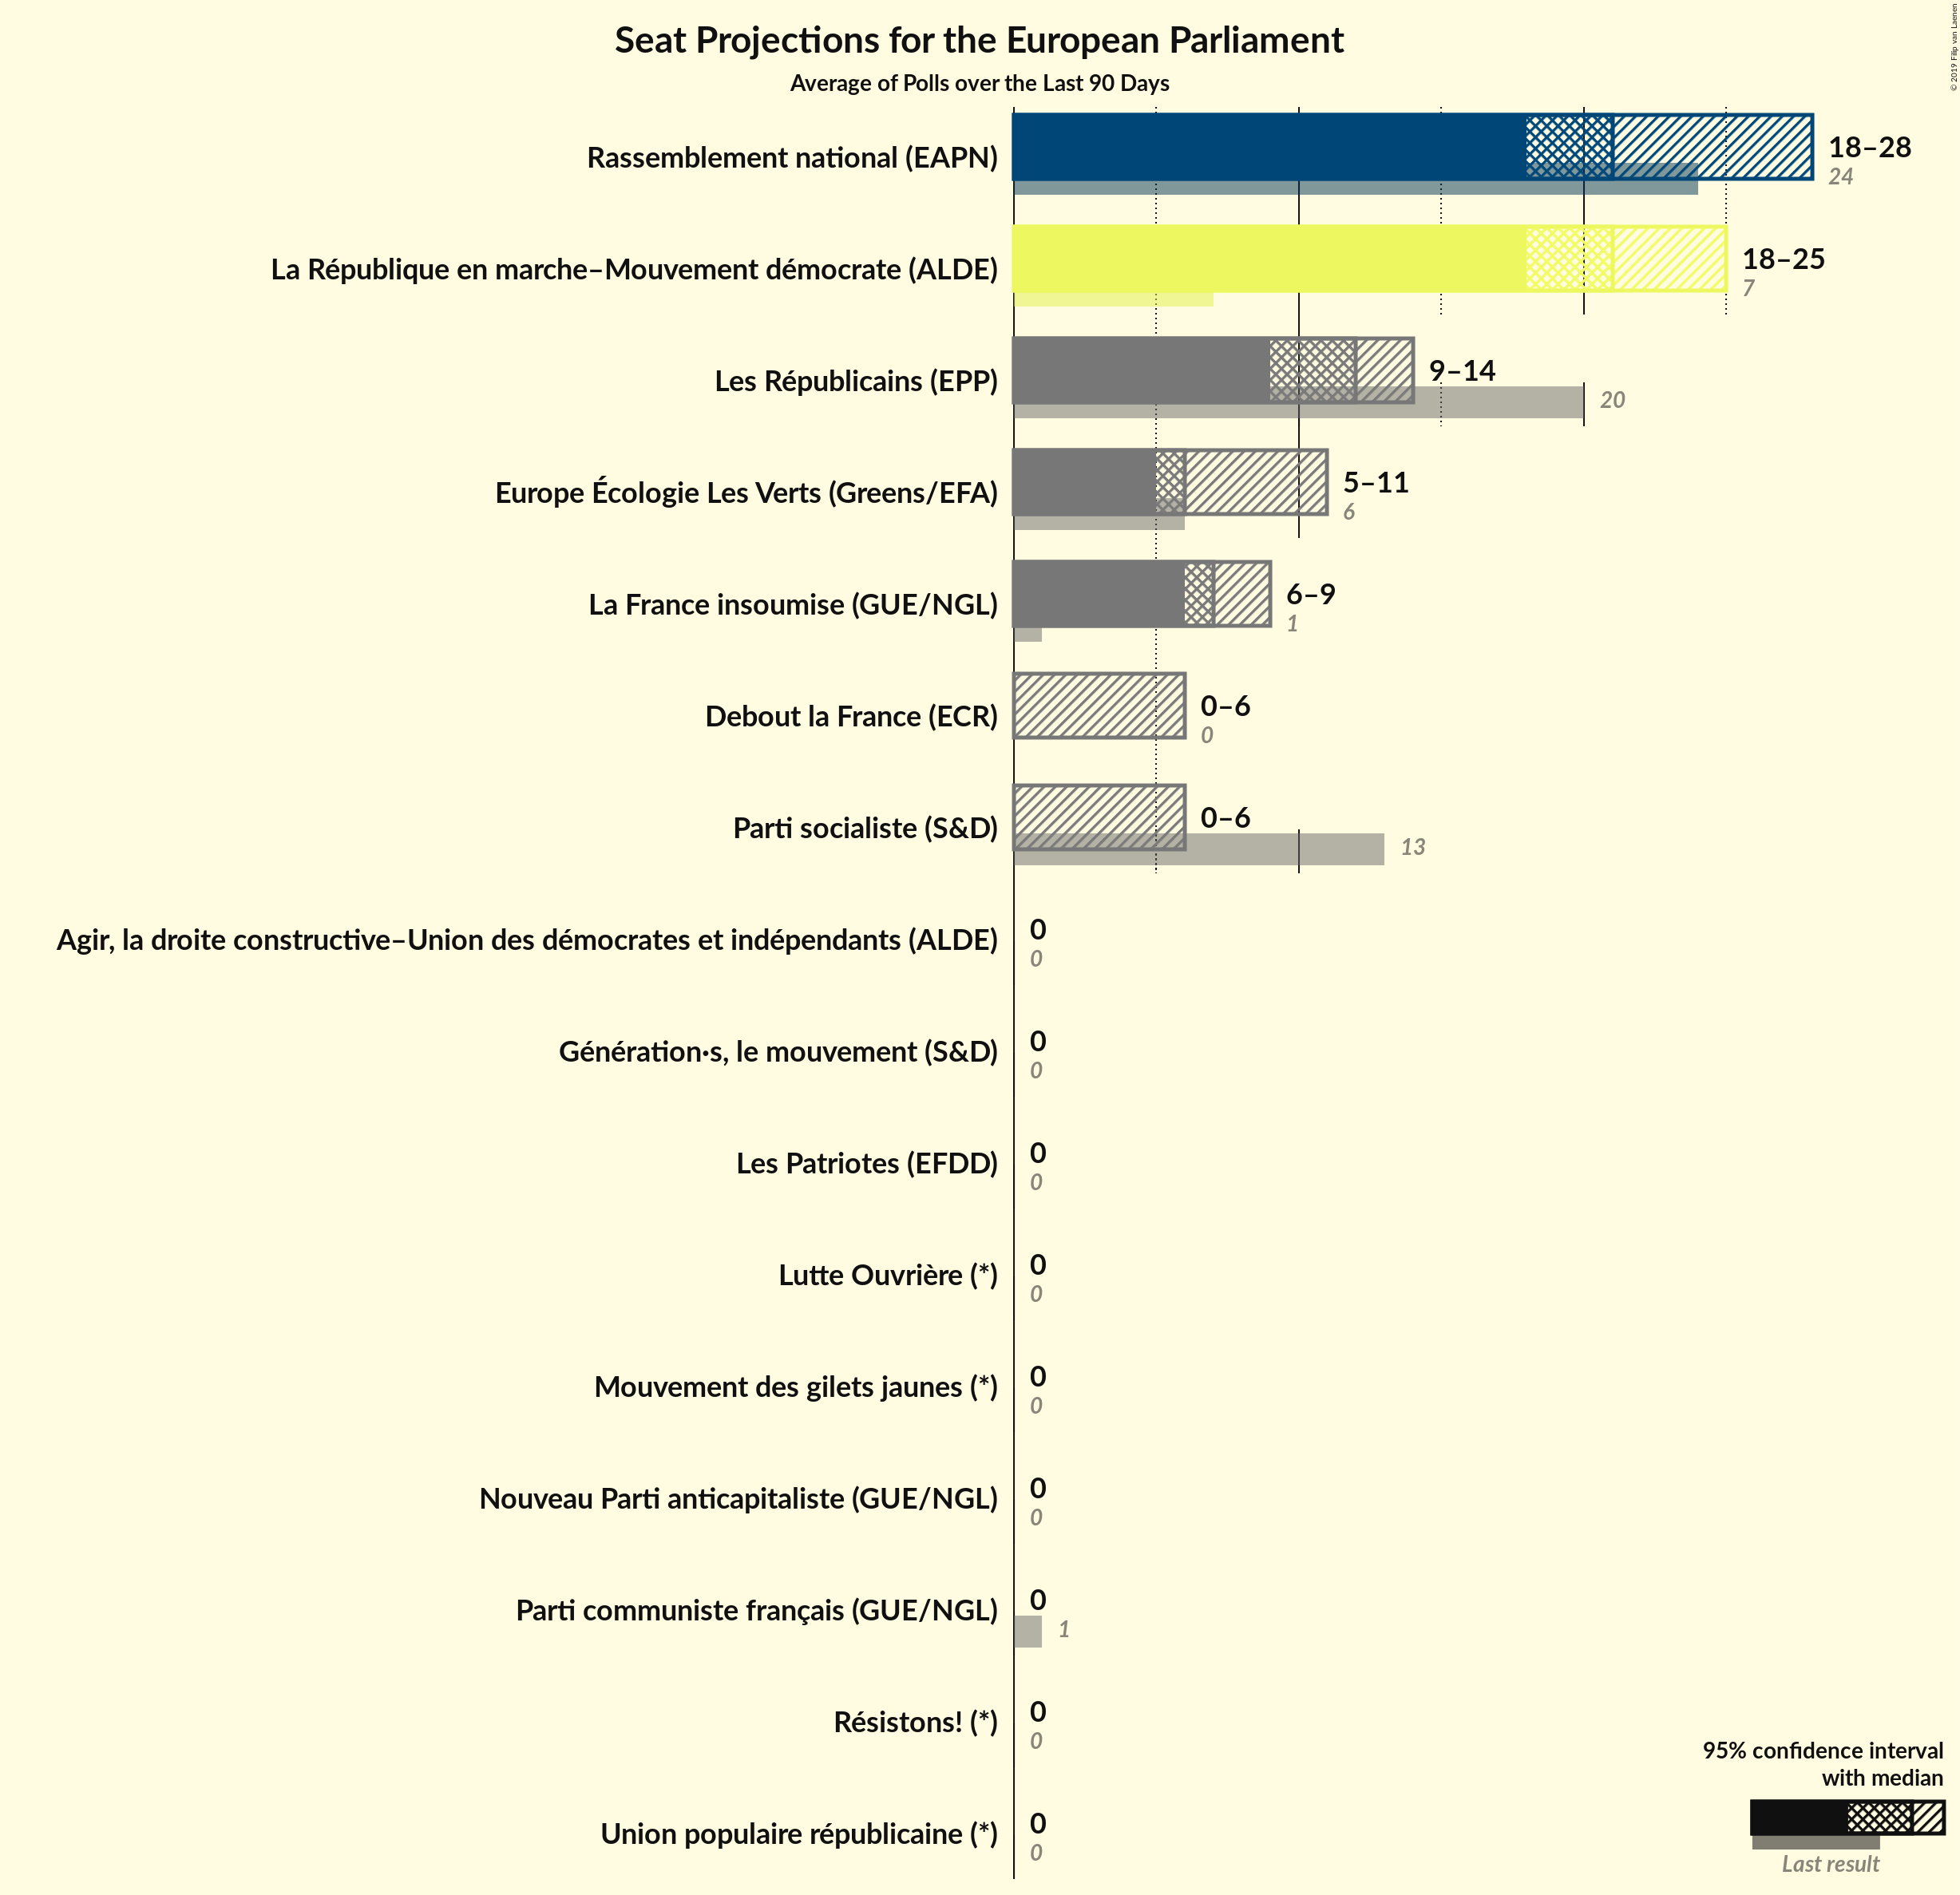 Seat Projections for the European Parliament
Average of Polls over the Last 90 Days
© 2019 Filip van Laenen
Rassemblement national (EAPN)
18–28
24
La République en marche–Mouvement démocrate (ALDE)
18–25
7
Les Républicains (EPP)
9–14
20
Europe Écologie Les Verts (Greens/EFA)
5–11
6
La France insoumise (GUE/NGL)
6–9
1
Debout la France (ECR)
0–6
0
Parti socialiste (S&D)
0–6
13
Agir, la droite constructive–Union des démocrates et indépendants (ALDE)
0
0
Génération·s, le mouvement (S&D)
0
0
Les Patriotes (EFDD)
0
0
Lutte Ouvrière (*)
0
0
Mouvement des gilets jaunes (*)
0
0
Nouveau Parti anticapitaliste (GUE/NGL)
0
0
Parti communiste français (GUE/NGL)
0
1
Résistons! (*)
0
0
Union populaire républicaine (*)
0
0
95% confidence interval
with median
Last result